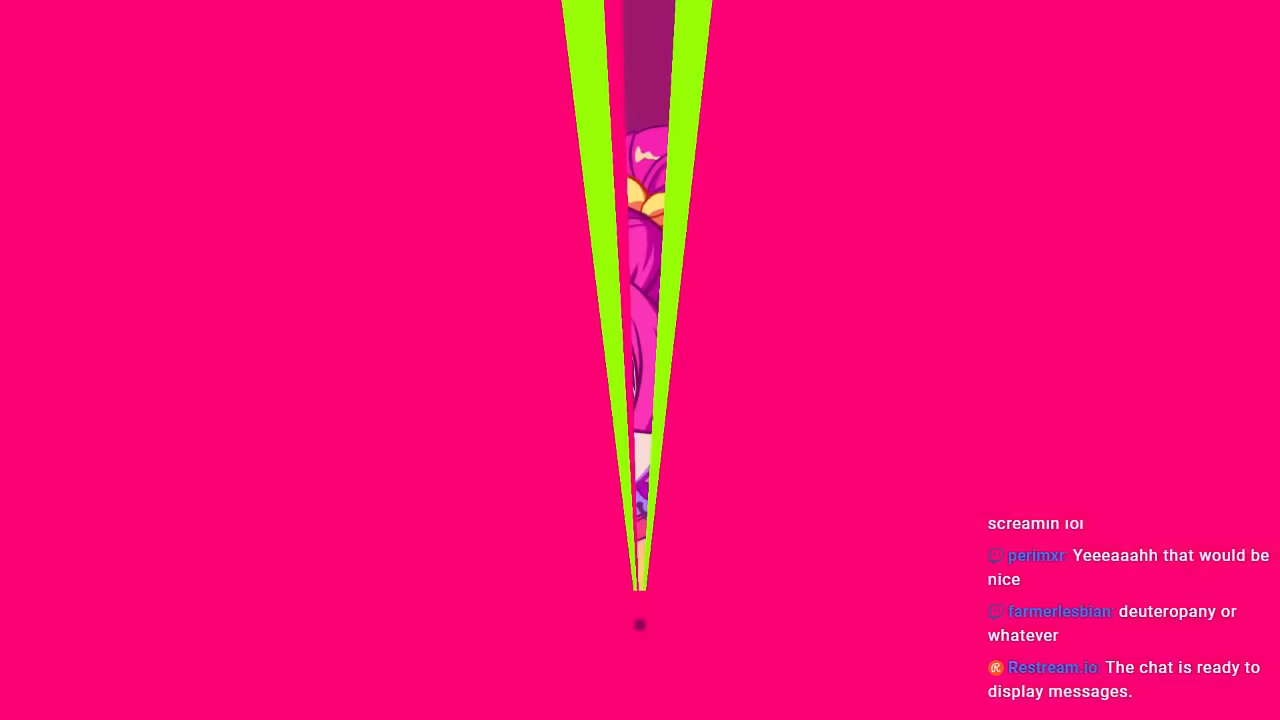 screamin lol
perimxr: Yeeeaaahh that would be
nice
farmerlesbian: deuteropany or
whatever
Restream.io: The chat is ready to
display messages.